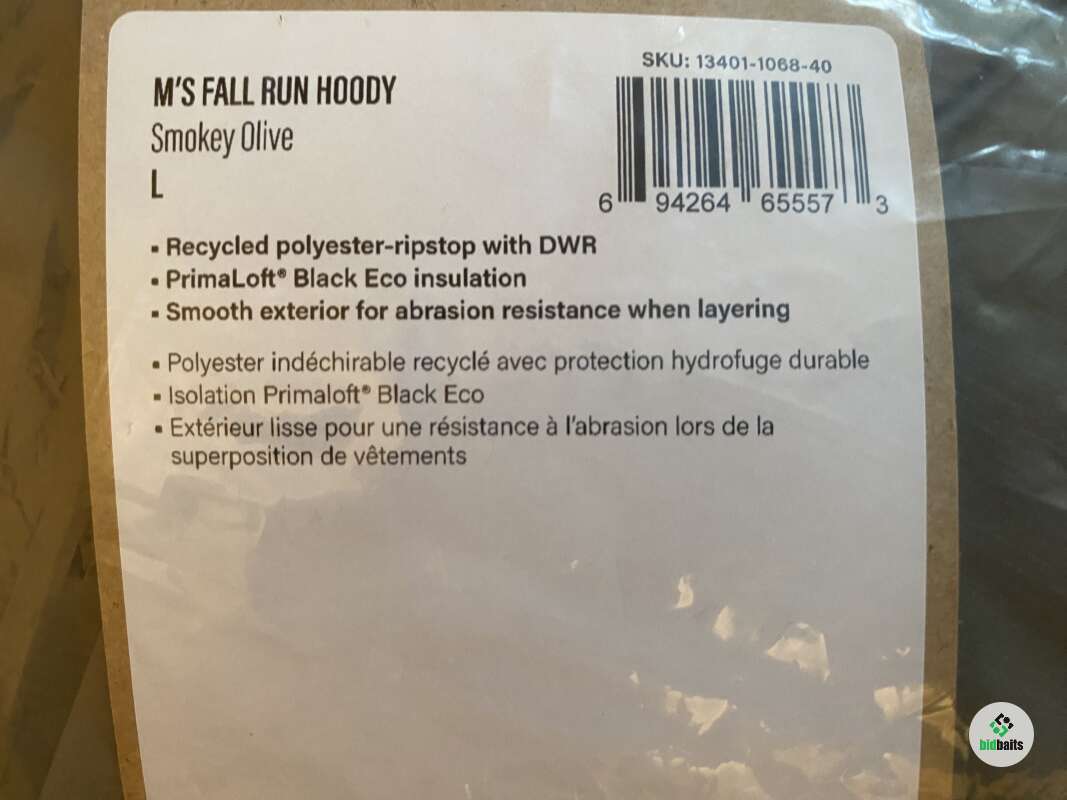 M'S FALL RUN HOODY
Smokey Olive
L
SKU: 13401-1068-40
6 94264 65557 3
▪ Recycled polyester-ripstop with DWR
▪ PrimaLoft® Black Eco insulation
▪ Smooth exterior for abrasion resistance when layering
▪ Polyester indéchirable recyclé avec protection hydrofuge durable
▪ Isolation Primaloft® Black Eco
▪ Extérieur lisse pour une résistance à l'abrasion lors de la
superposition de vêtements
bidbaits